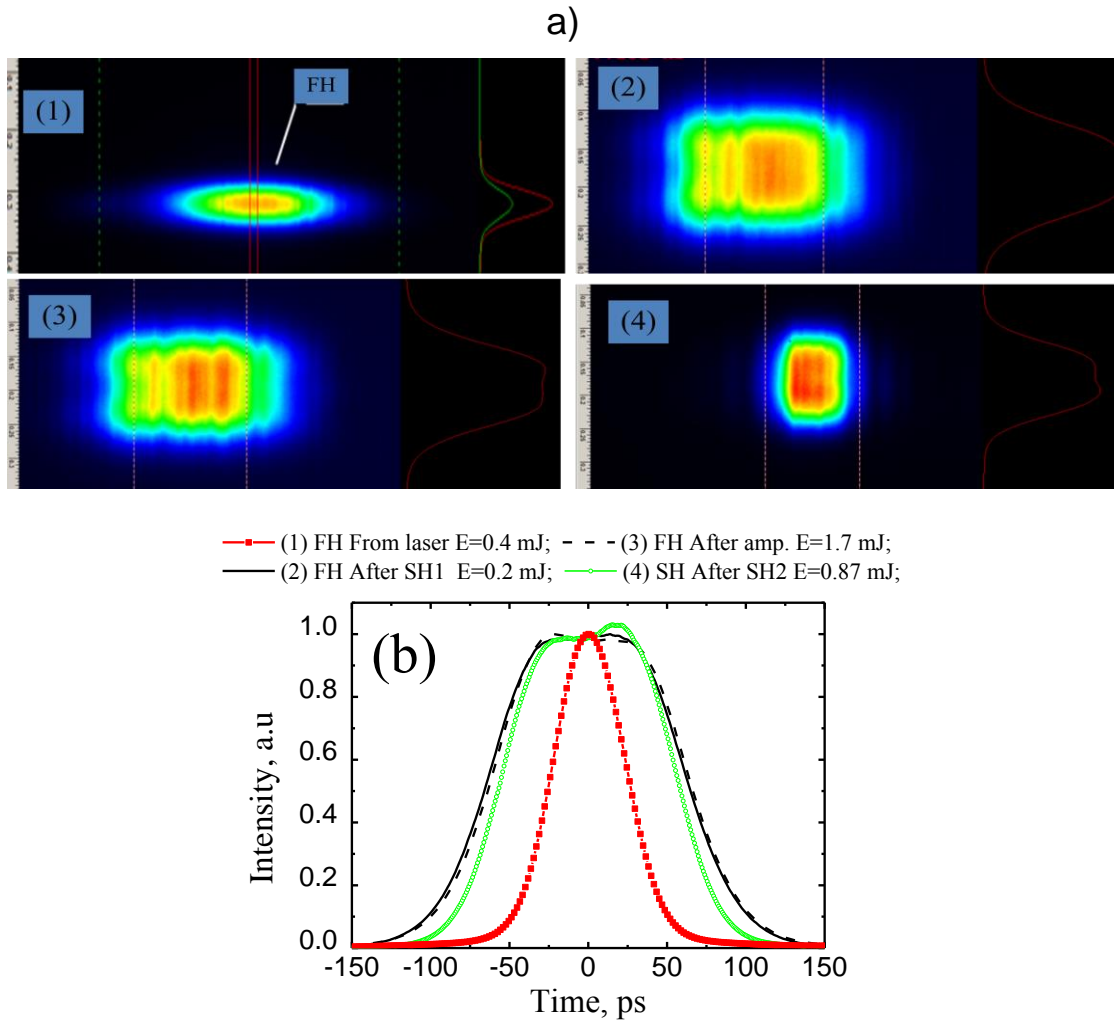 a)
(1)
FH
(2)
(3)
(4)
(1) FH From laser E=0.4 mJ; (3) FH After amp. E=1.7 mJ;
(2) FH After SH1 E=0.2 mJ; (4) SH After SH2 E=0.87 mJ;
(b)
Intensity, a.u
1.0
0.8
0.6
0.4
0.2
0.0
-150 -100 -50 0 50 100 150
Time, ps